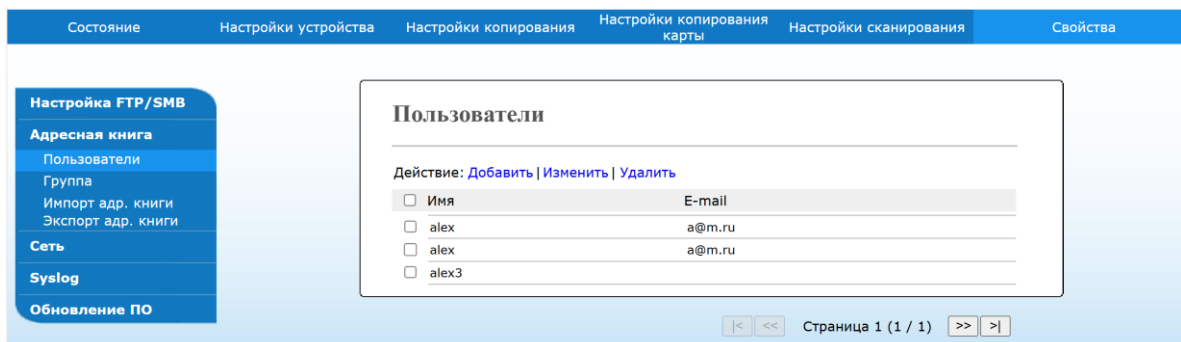 Состояние
Настройки устройства
Настройки копирования
Настройки копирования
карты
Настройки сканирования
Свойства
Настройка FTP/SMB
Адресная книга
Пользователи
Группа
Импорт адр. книги
Экспорт адр. книги
Сеть
Syslog
Обновление ПО
Пользователи
Действие: Добавить | Изменить | Удалить
Имя E-mail
alex a@m.ru
alex a@m.ru
alex3
|< << Страница 1 (1 / 1) >> >|